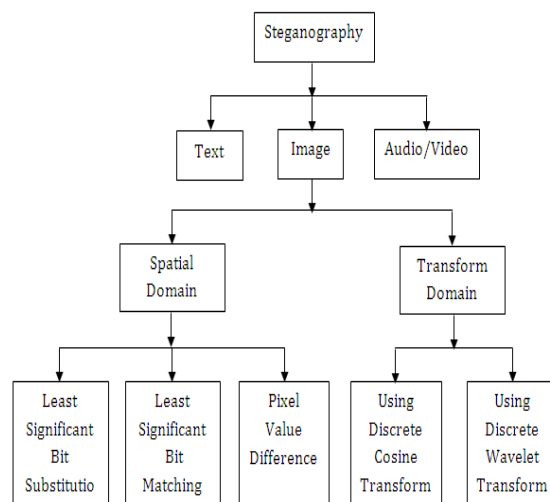 Steganography
Text
Image
Audio/Video
Spatial
Domain
Transform
Domain
Least
Significant
Bit
Substitutio
Least
Significant
Bit
Matching
Pixel
Value
Difference
Using
Discrete
Cosine
Transform
Using
Discrete
Wavelet
Transform